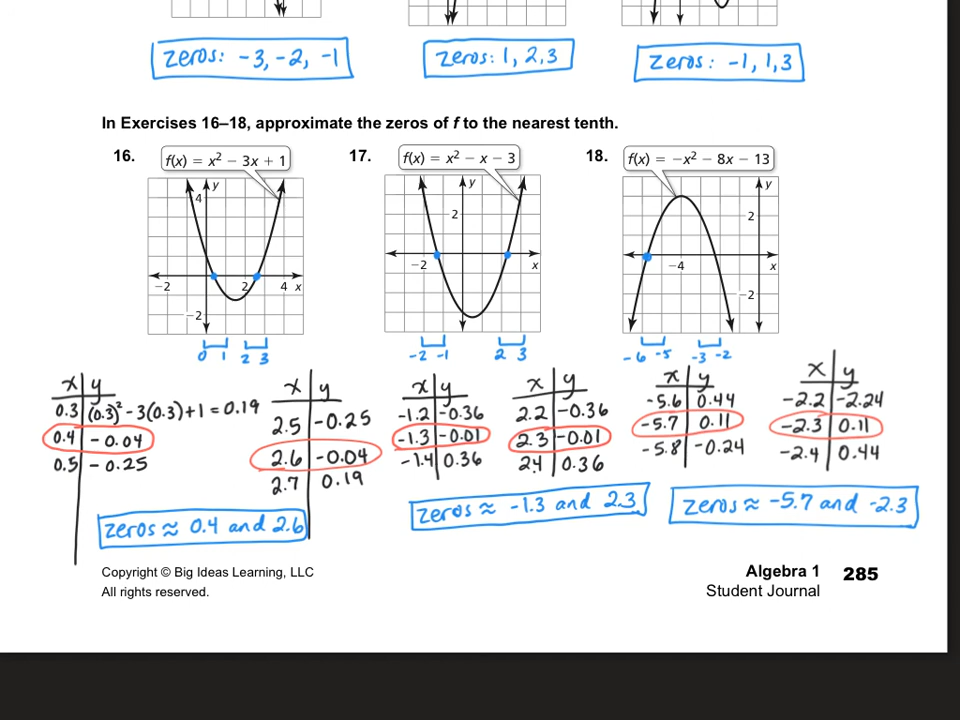 zeros: -3, -2, -1
zeros: 1, 2, 3
zeros: -1, 1, 3
In Exercises 16–18, approximate the zeros of f to the nearest tenth.
16. f(x) = x² − 3x + 1
17. f(x) = x² − x − 3
18. f(x) = −x² − 8x − 13
4 y
-2 2 4 x
-2
y
2
-2 x
y
2
-4 x
-2
0 1 2 3
-2 -1 2 3
-6 -5 -3 -2
x y
0.3 (0.3)² - 3(0.3) + 1 = 0.19
0.4 -0.04
0.5 -0.25
x y
2.5 -0.25
2.6 -0.04
2.7 0.19
x y
-1.2 -0.36
-1.3 -0.01
-1.4 0.36
x y
2.2 -0.36
2.3 -0.01
2.4 0.36
x y
-5.6 0.44
-5.7 0.11
-5.8 -0.24
x y
-2.2 -2.24
-2.3 0.11
-2.4 0.44
zeros ≈ 0.4 and 2.6
zeros ≈ -1.3 and 2.3
zeros ≈ -5.7 and -2.3
Copyright © Big Ideas Learning, LLC
All rights reserved.
Algebra 1 285
Student Journal